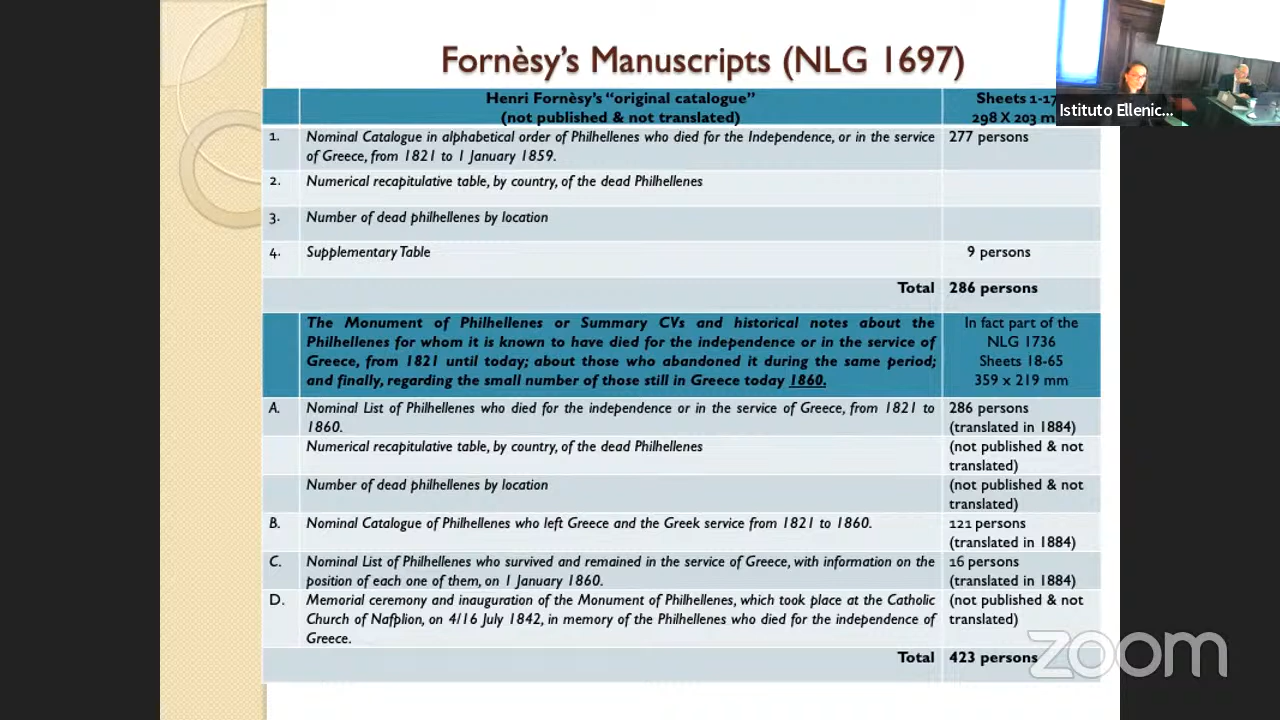 Fornèsy's Manuscripts (NLG 1697)
Istituto Ellenic...
Henri Fornèsy's "original catalogue"
(not published & not translated)
Sheets 1-17
298 X 203 m
1. Nominal Catalogue in alphabetical order of Philhellenes who died for the Independence, or in the service
of Greece, from 1821 to 1 January 1859.
277 persons
2. Numerical recapitulative table, by country, of the dead Philhellenes
3. Number of dead philhellenes by location
4. Supplementary Table
9 persons
Total 286 persons
The Monument of Philhellenes or Summary CVs and historical notes about the
Philhellenes for whom it is known to have died for the independence or in the service of
Greece, from 1821 until today; about those who abandoned it during the same period;
and finally, regarding the small number of those still in Greece today 1860.
In fact part of the
NLG 1736
Sheets 18-65
359 x 219 mm
A. Nominal List of Philhellenes who died for the independence or in the service of Greece, from 1821 to
1860.
286 persons
(translated in 1884)
Numerical recapitulative table, by country, of the dead Philhellenes
(not published & not
translated)
Number of dead philhellenes by location
(not published & not
translated)
B. Nominal Catalogue of Philhellenes who left Greece and the Greek service from 1821 to 1860.
121 persons
(translated in 1884)
C. Nominal List of Philhellenes who survived and remained in the service of Greece, with information on the
position of each one of them, on 1 January 1860.
16 persons
(translated in 1884)
D. Memorial ceremony and inauguration of the Monument of Philhellenes, which took place at the Catholic
Church of Nafplion, on 4/16 July 1842, in memory of the Philhellenes who died for the independence of
Greece.
(not published & not
translated)
Total 423 persons
zoom